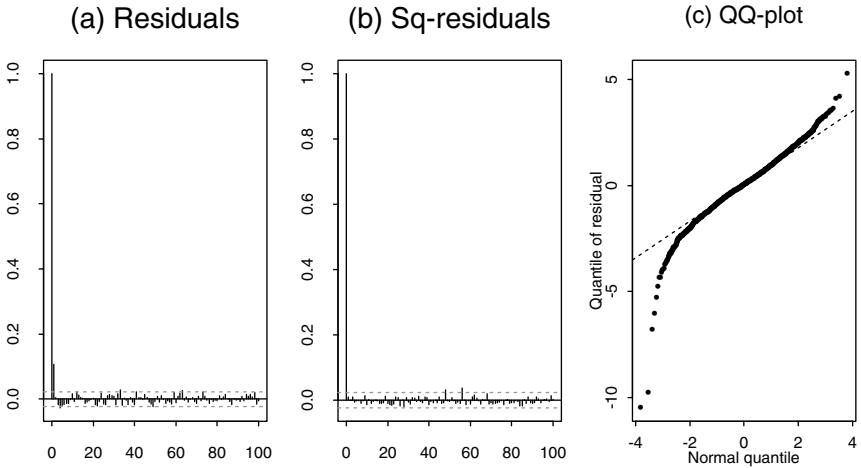 (a) Residuals
(b) Sq-residuals
(c) QQ-plot
1.0
0.8
0.6
0.4
0.2
0.0
0 20 40 60 80 100
1.0
0.8
0.6
0.4
0.2
0.0
0 20 40 60 80 100
Quantile of residual
5
0
-5
-10
-4 -2 0 2 4
Normal quantile